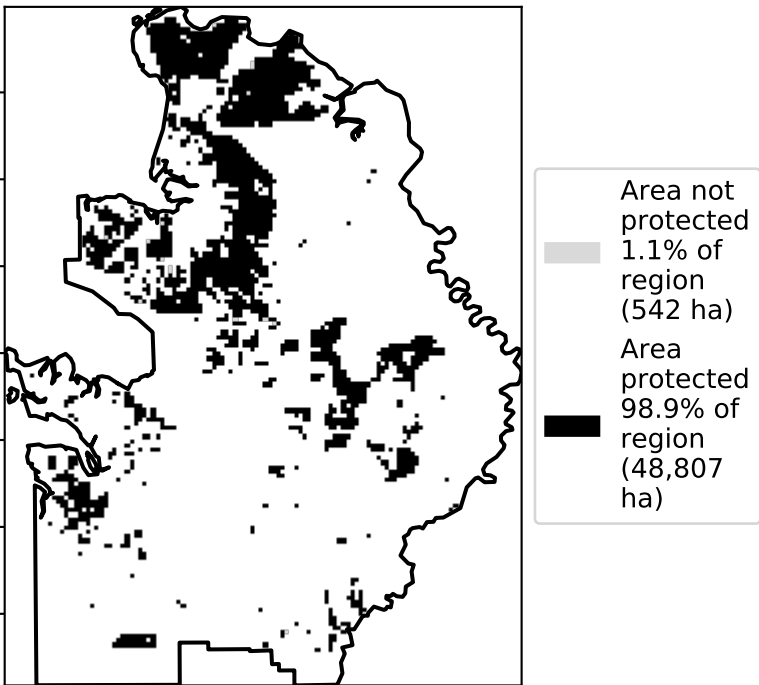 Area not
protected
1.1% of
region
(542 ha)
Area
protected
98.9% of
region
(48,807
ha)